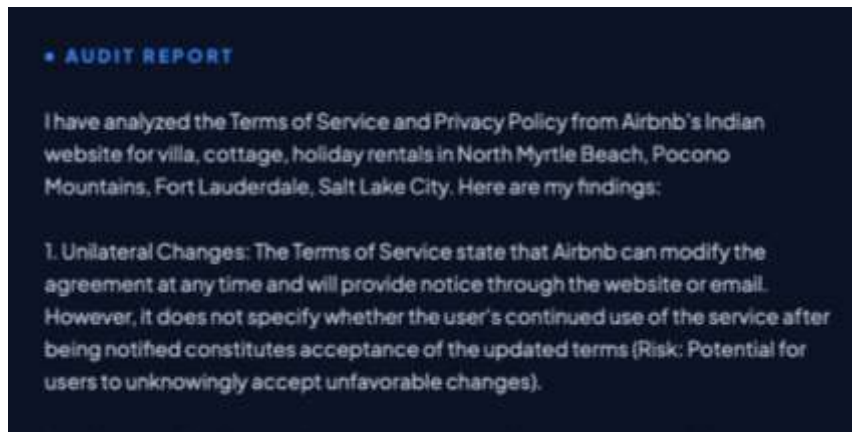 • AUDIT REPORT
I have analyzed the Terms of Service and Privacy Policy from Airbnb's Indian
website for villa, cottage, holiday rentals in North Myrtle Beach, Pocono
Mountains, Fort Lauderdale, Salt Lake City. Here are my findings:
1. Unilateral Changes: The Terms of Service state that Airbnb can modify the
agreement at any time and will provide notice through the website or email.
However, it does not specify whether the user's continued use of the service after
being notified constitutes acceptance of the updated terms (Risk: Potential for
users to unknowingly accept unfavorable changes).